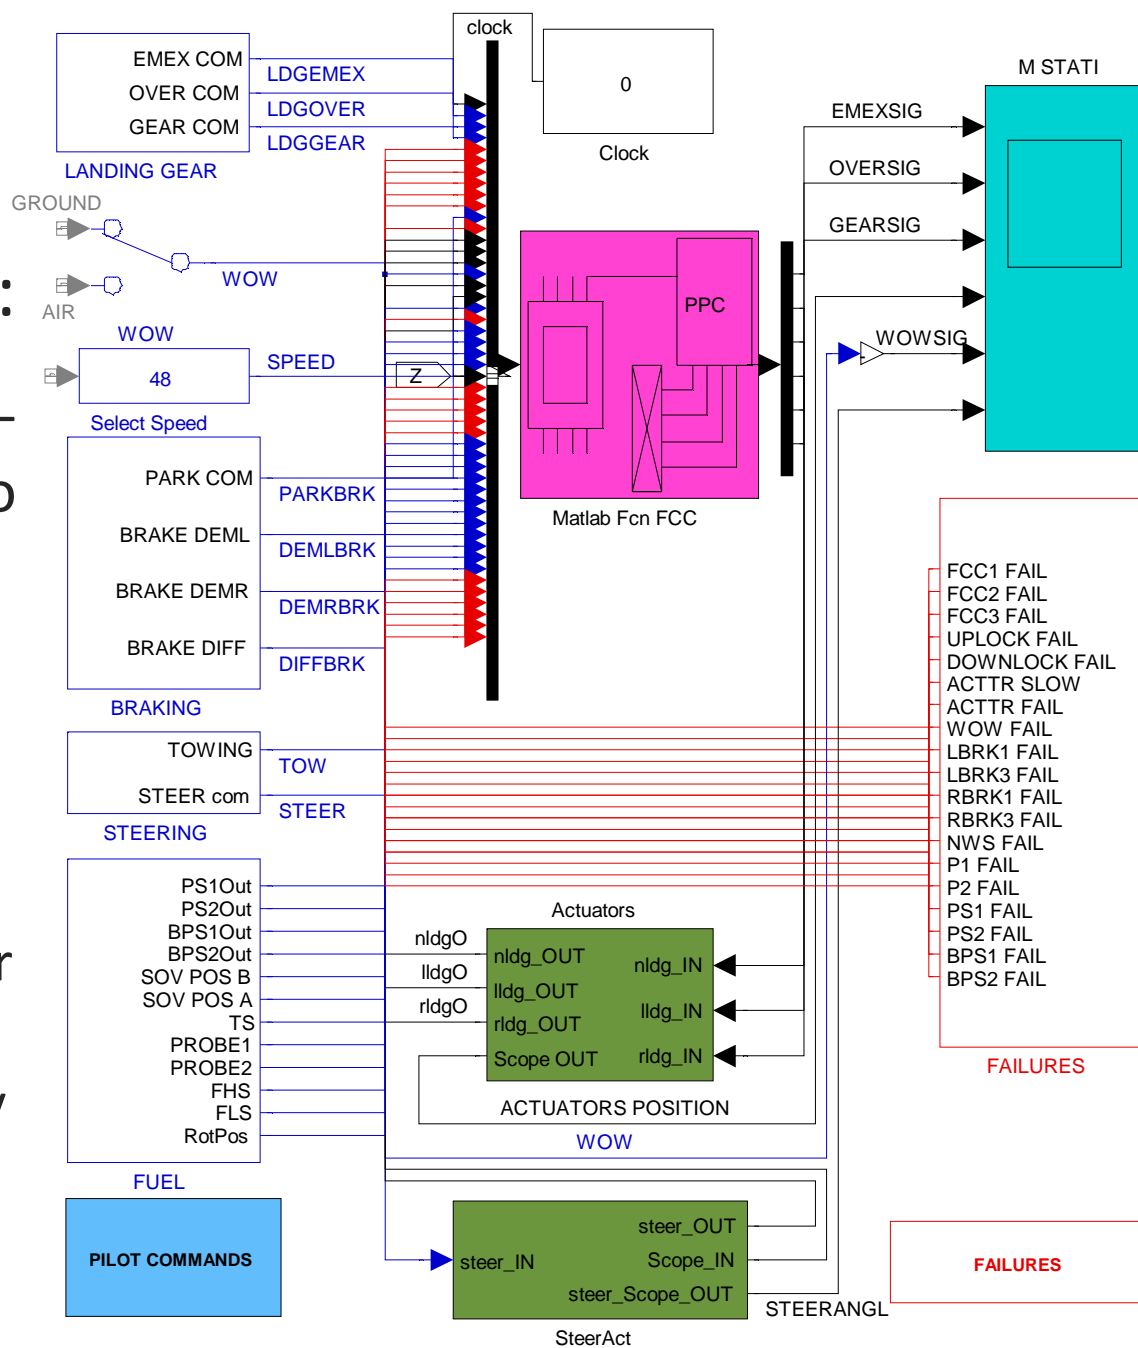 clock
EMEX COM
LDGEMEX
OVER COM
LDGOVER
GEAR COM
LDGGEAR
LANDING GEAR
0
Clock
M STATI
EMEXSIG
OVERSIG
GEARSIG
WOWSIG
GROUND
WOW
AIR
WOW
:
48
SPEED
Select Speed
Z
PPC
Matlab Fcn FCC
PARK COM
PARKBRK
BRAKE DEML
DEMLBRK
BRAKE DEMR
DEMRBRK
BRAKE DIFF
DIFFBRK
BRAKING
TOWING
TOW
STEER com
STEER
STEERING
FCC1 FAIL
FCC2 FAIL
FCC3 FAIL
UPLOCK FAIL
DOWNLOCK FAIL
ACTTR SLOW
ACTTR FAIL
WOW FAIL
LBRK1 FAIL
LBRK3 FAIL
RBRK1 FAIL
RBRK3 FAIL
NWS FAIL
P1 FAIL
P2 FAIL
PS1 FAIL
PS2 FAIL
BPS1 FAIL
BPS2 FAIL
FAILURES
PS1Out
PS2Out
BPS1Out
BPS2Out
SOV POS B
SOV POS A
TS
PROBE1
PROBE2
FHS
FLS
RotPos
FUEL
r
Actuators
nldgO
lldgO
rldgO
nldg_OUT
lldg_OUT
rldg_OUT
Scope OUT
nldg_IN
lldg_IN
rldg_IN
ACTUATORS POSITION
WOW
PILOT COMMANDS
steer_IN
steer_OUT
Scope_IN
steer_Scope_OUT
STEERANGL
SteerAct
FAILURES